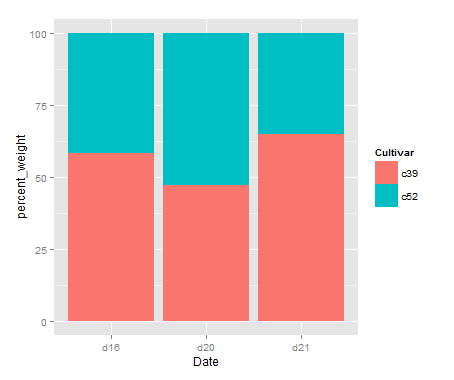 100
75
50
25
0
percent_weight
d16
d20
d21
Date
Cultivar
c39
c52